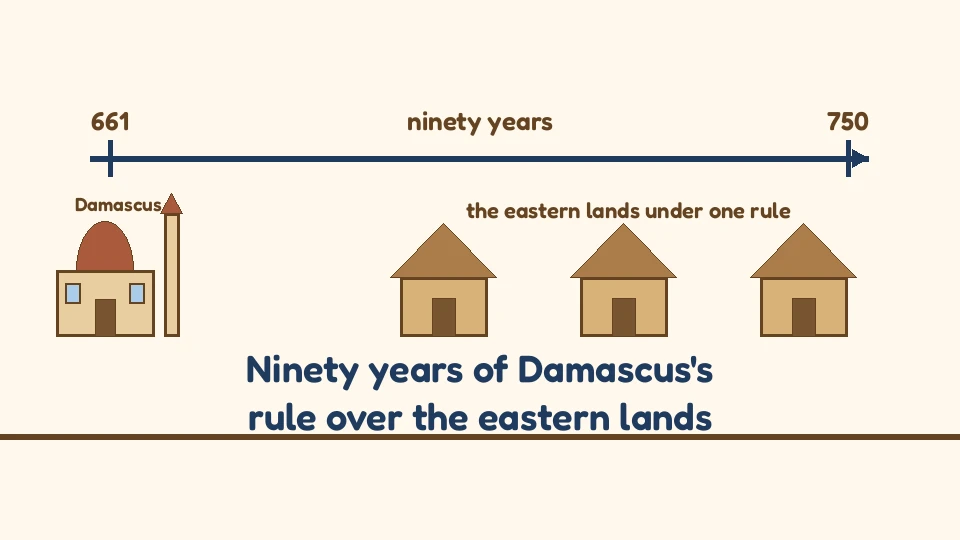 661
ninety years
750
Damascus
the eastern lands under one rule
Ninety years of Damascus's
rule over the eastern lands